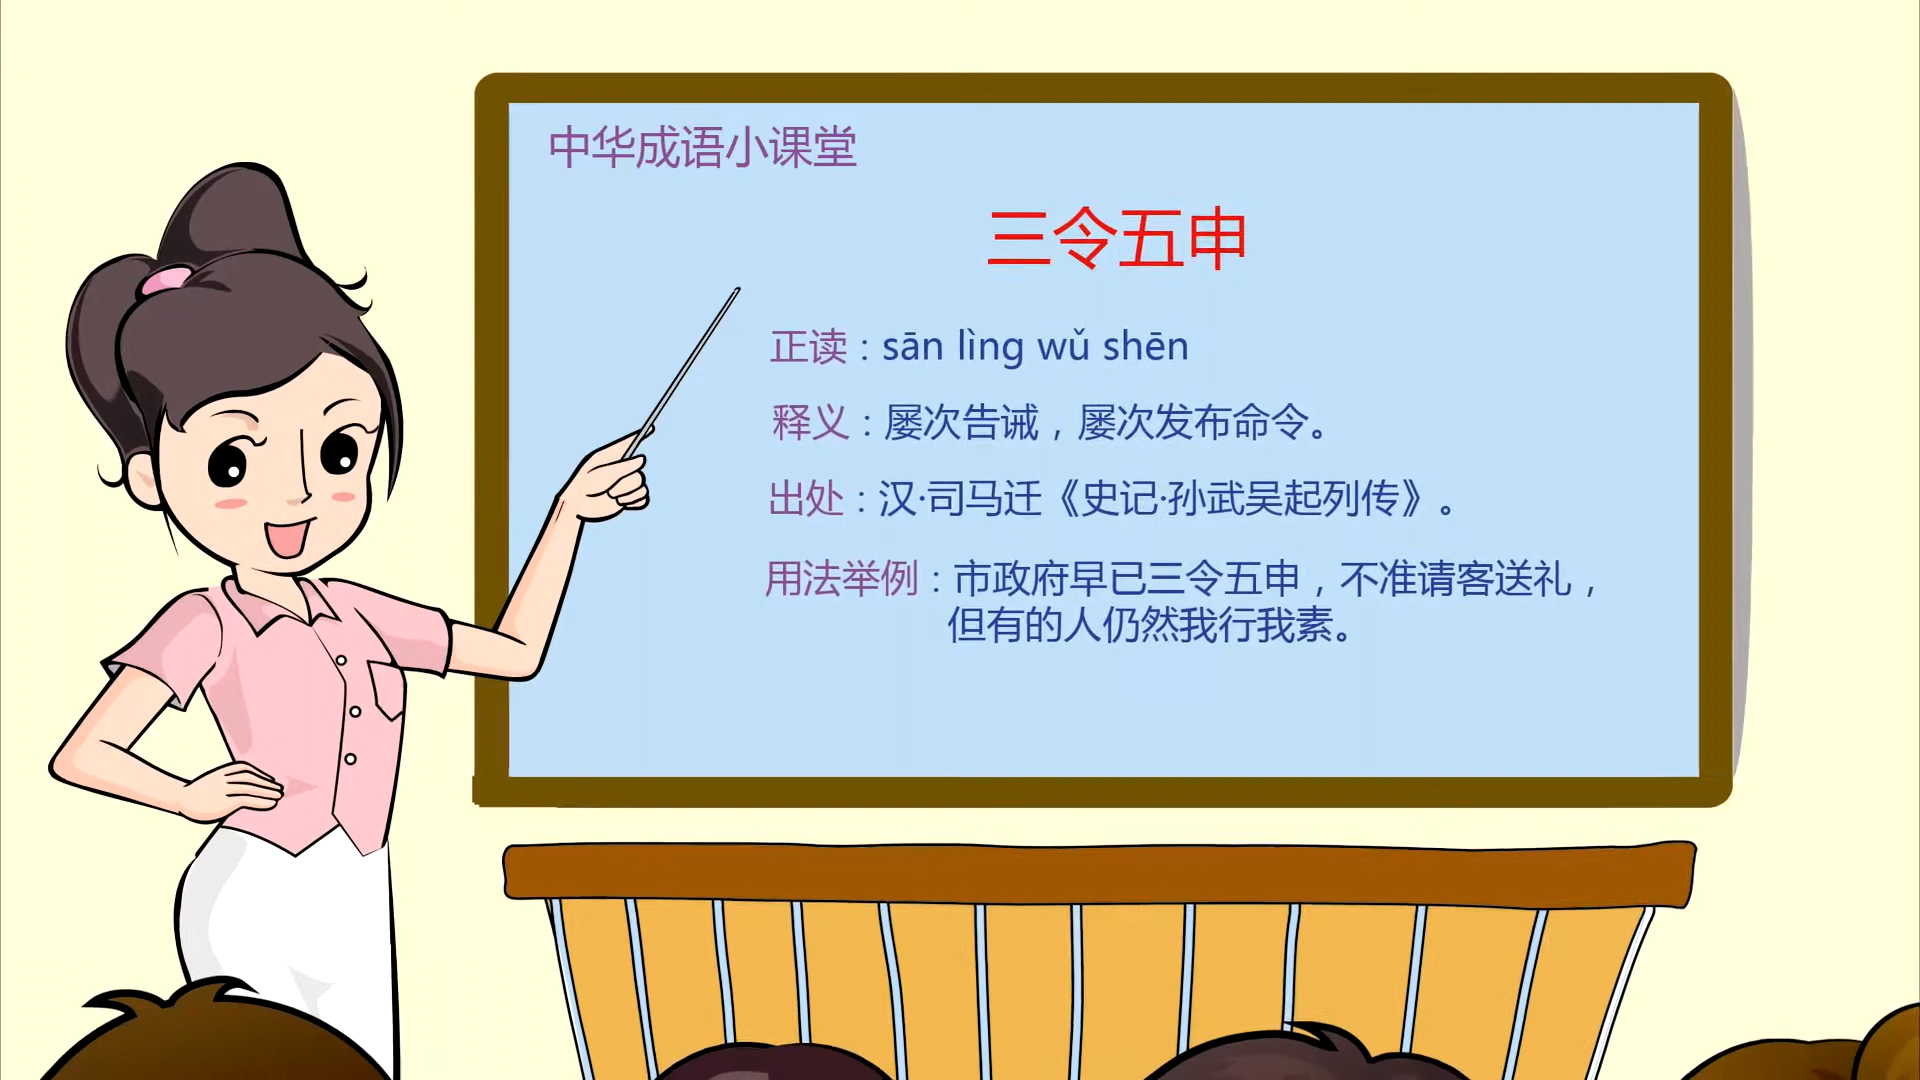 中华成语小课堂
三令五申
正读：sān lìng wǔ shēn
释义：屡次告诫，屡次发布命令。
出处：汉·司马迁《史记·孙武吴起列传》。
用法举例：市政府早已三令五申，不准请客送礼，
但有的人仍然我行我素。